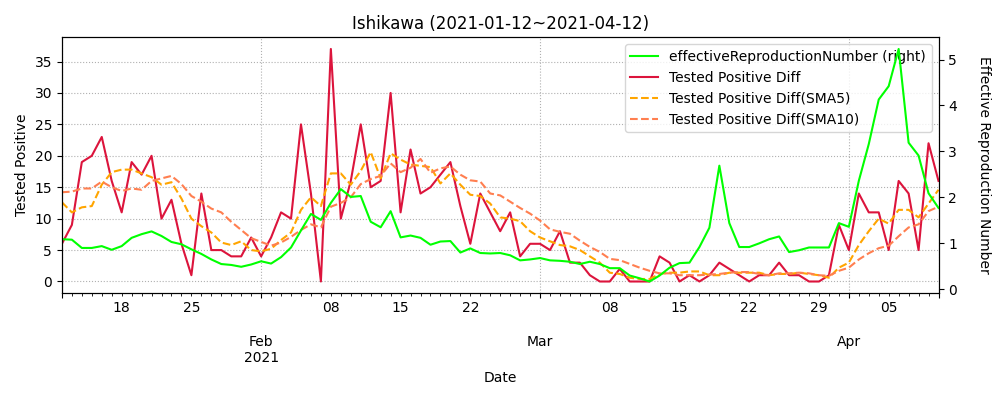 Ishikawa (2021-01-12~2021-04-12)
effectiveReproductionNumber (right)
Tested Positive Diff
Tested Positive Diff(SMA5)
Tested Positive Diff(SMA10)
Tested Positive
35
30
25
20
15
10
5
0
Effective Reproduction Number
5
4
3
2
1
0
18 25 08 15 22 08 15 22 29 05
Feb Mar Apr
2021
Date